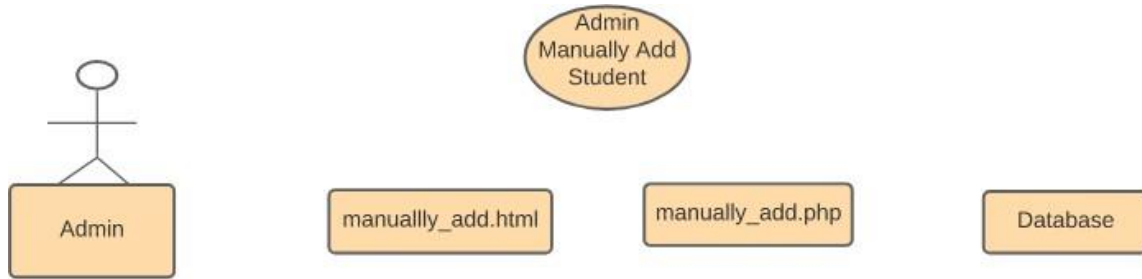 Admin
Manually Add
Student
Admin
manuallly_add.html
manually_add.php
Database